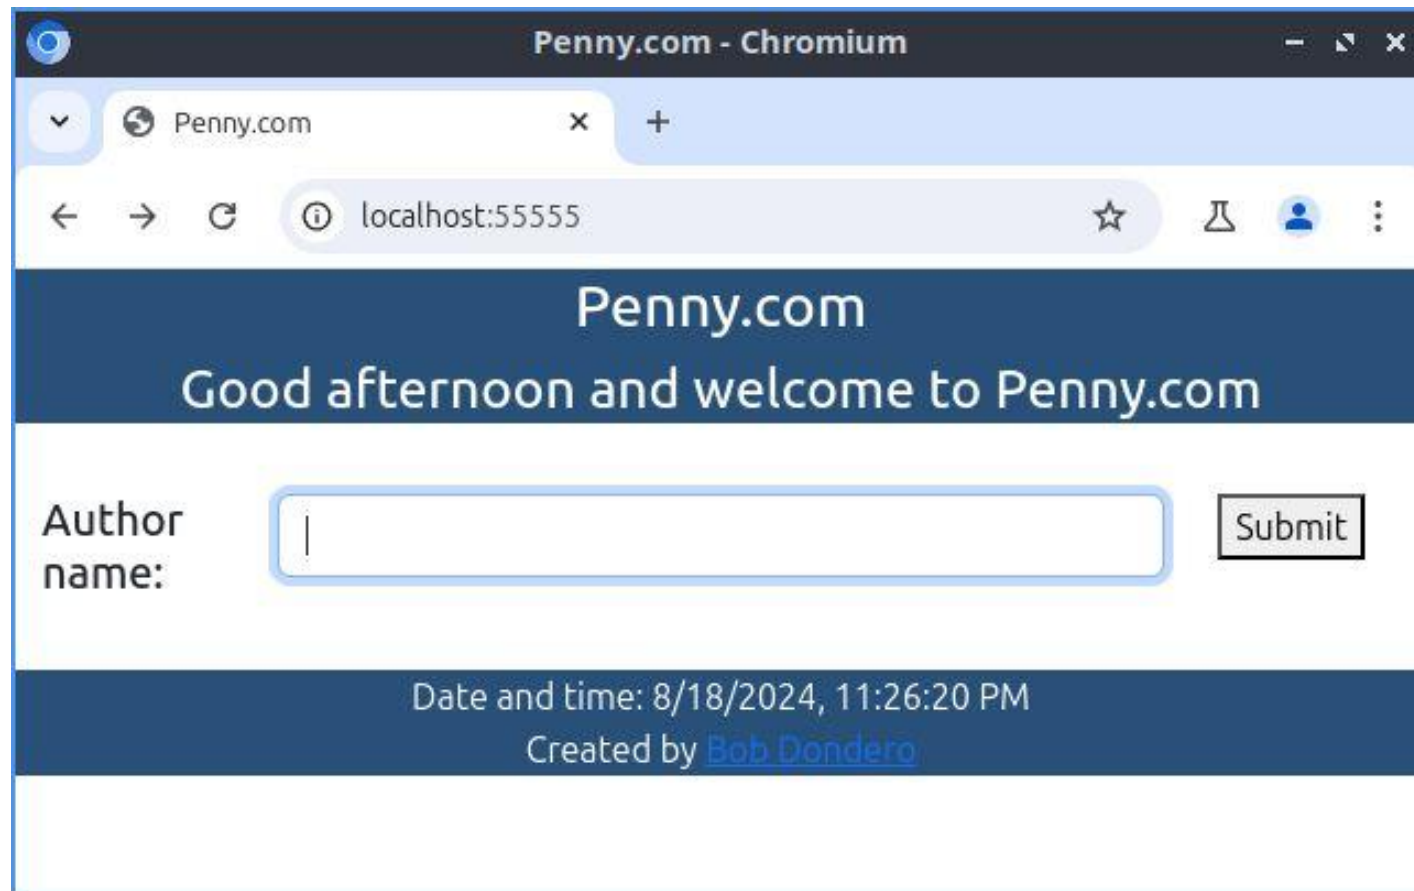 Penny.com - Chromium
Penny.com
localhost:55555
Penny.com
Good afternoon and welcome to Penny.com
Author
name:
Submit
Date and time: 8/18/2024, 11:26:20 PM
Created by Bob Dondero